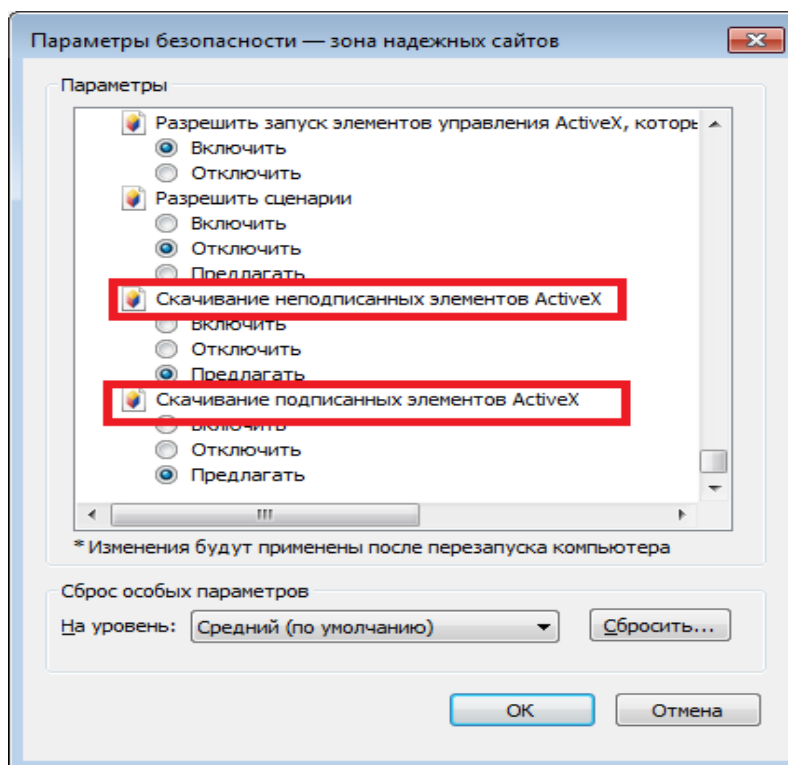 Параметры безопасности — зона надежных сайтов
Параметры
Разрешить запуск элементов управления ActiveX, которы
Включить
Отключить
Разрешить сценарии
Включить
Отключить
Предлагать
Скачивание неподписанных элементов ActiveX
Включить
Отключить
Предлагать
Скачивание подписанных элементов ActiveX
Включить
Отключить
Предлагать
* Изменения будут применены после перезапуска компьютера
Сброс особых параметров
На уровень: Средний (по умолчанию) Сбросить...
ОК Отмена